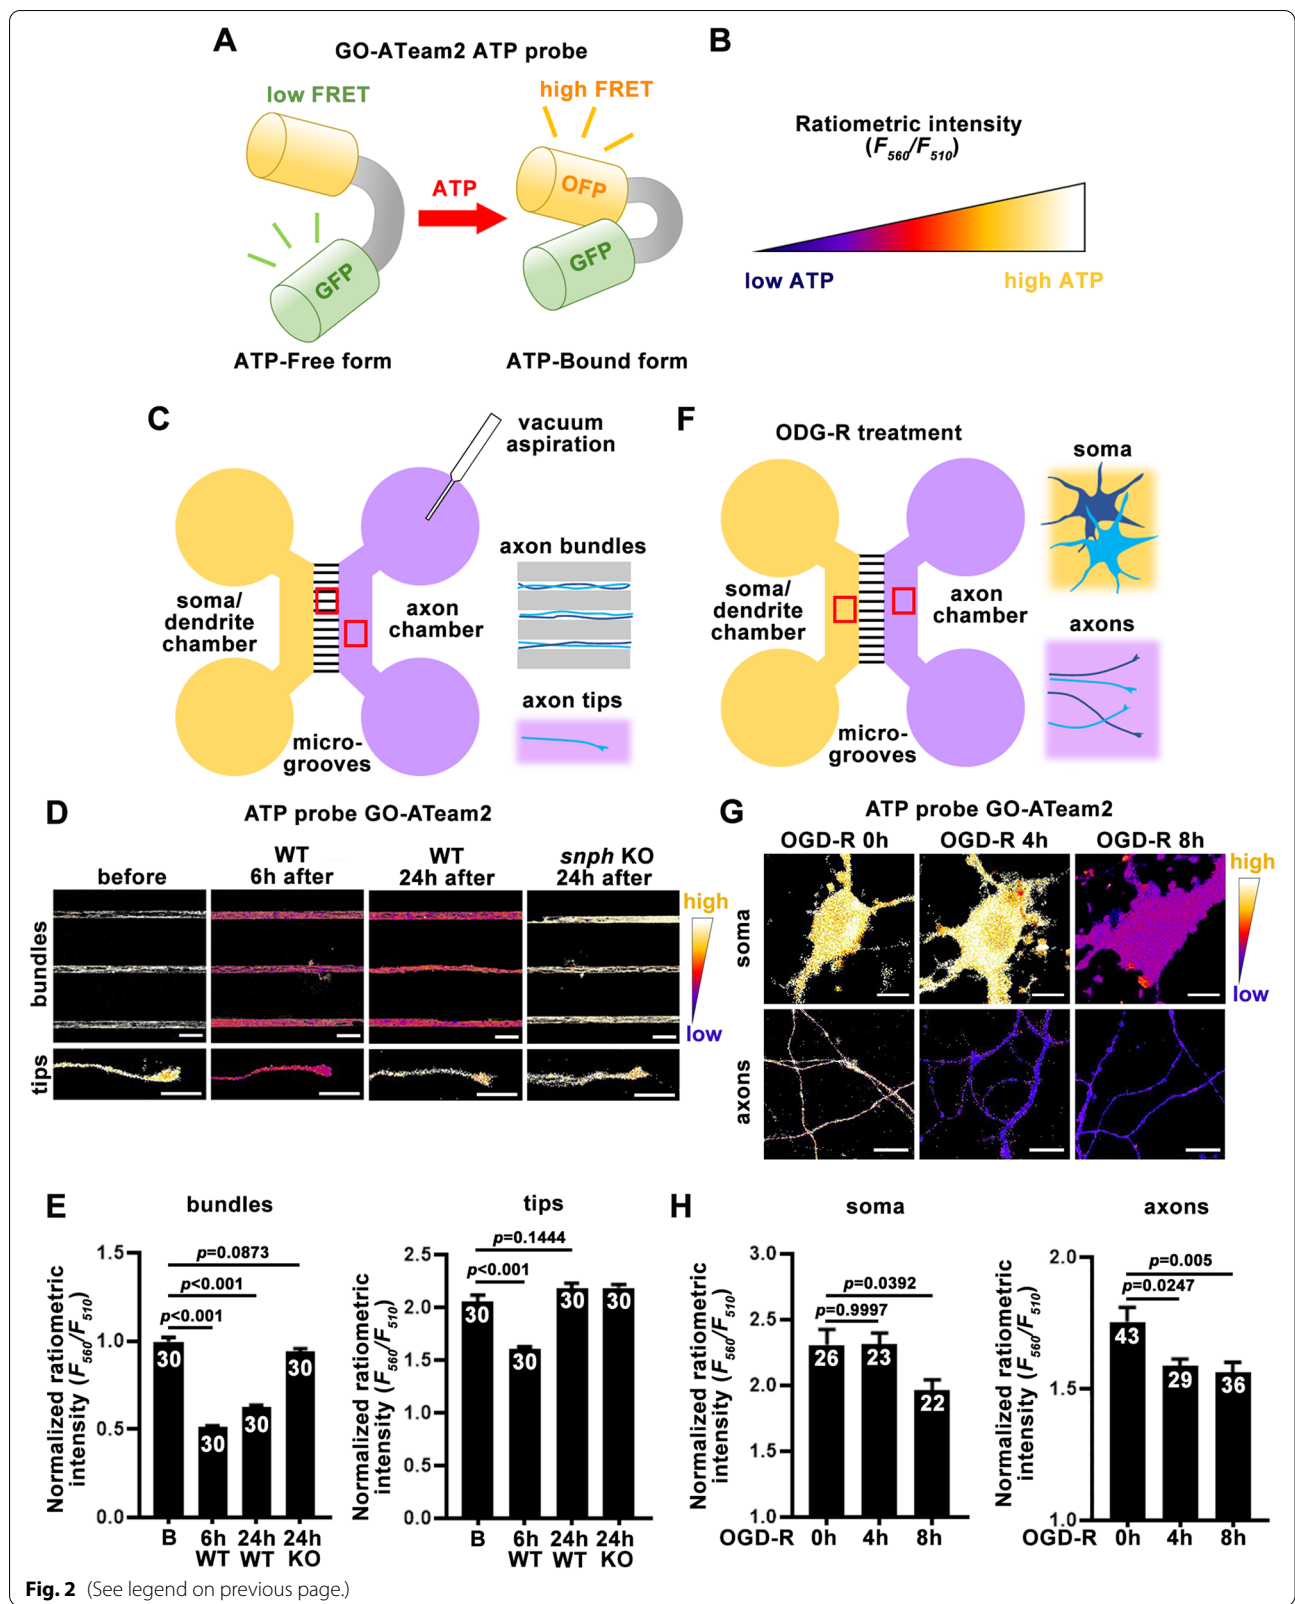 A
GO-ATeam2 ATP probe
low FRET
high FRET
ATP
OFP
GFP
GFP
ATP-Free form
ATP-Bound form
B
Ratiometric intensity
(F560/F510)
low ATP
high ATP
C
vacuum
aspiration
soma/
dendrite
chamber
axon
chamber
micro-
grooves
axon bundles
axon tips
F
ODG-R treatment
soma/
dendrite
chamber
axon
chamber
micro-
grooves
soma
axons
D
ATP probe GO-ATeam2
before
WT
6h after
WT
24h after
snph KO
24h after
bundles
tips
high
low
G
ATP probe GO-ATeam2
OGD-R 0h
OGD-R 4h
OGD-R 8h
soma
axons
high
low
E
bundles
Normalized ratiometric
intensity (F560/F510)
1.5
1.0
0.5
0.0
p=0.0873
p<0.001
p<0.001
30
30
30
30
B
6h
WT
24h
WT
24h
KO
tips
Normalized ratiometric
intensity (F560/F510)
2.5
2.0
1.5
1.0
0.5
0.0
p=0.1444
p<0.001
30
30
30
30
B
6h
WT
24h
WT
24h
KO
H
soma
Normalized ratiometric
intensity (F560/F510)
3.0
2.5
2.0
1.5
1.0
p=0.0392
p=0.9997
26
23
22
OGD-R 0h 4h 8h
axons
Normalized ratiometric
intensity (F560/F510)
2.0
1.5
1.0
p=0.005
p=0.0247
43
29
36
OGD-R 0h 4h 8h
Fig. 2 (See legend on previous page.)